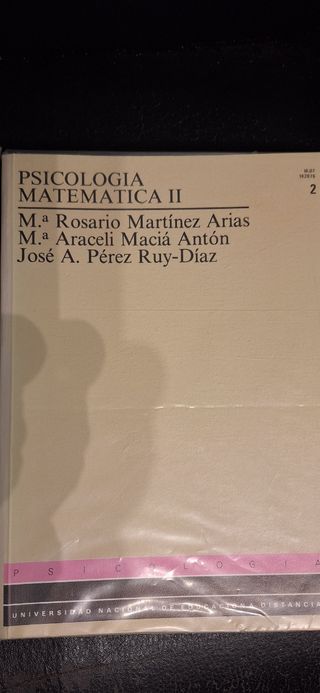 PSICOLOGIA
MATEMATICA II
M.ª Rosario Martínez Arias
M.ª Araceli Maciá Antón
José A. Pérez Ruy-Díaz
2
PSICOLOGIA
UNIVERSIDAD NACIONAL DE EDUCACION A DISTANCIA